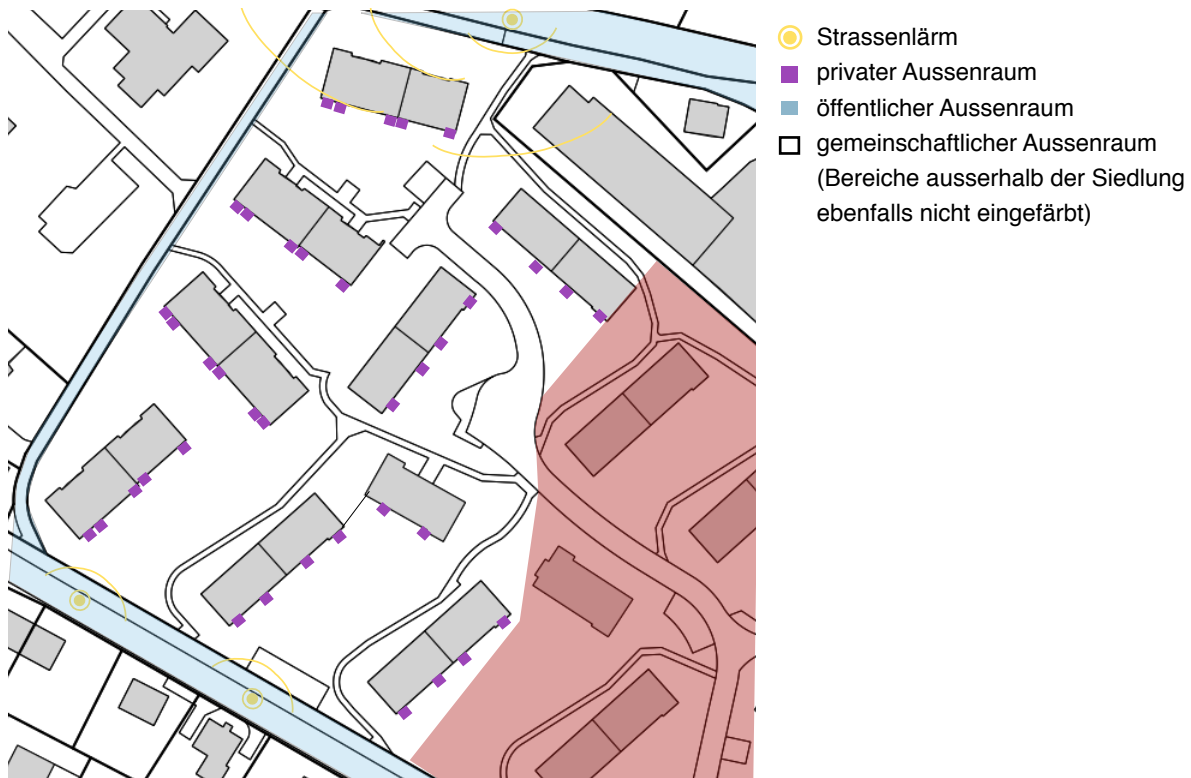 Strassenlärm
privater Aussenraum
öffentlicher Aussenraum
gemeinschaftlicher Aussenraum
(Bereiche ausserhalb der Siedlung
ebenfalls nicht eingefärbt)